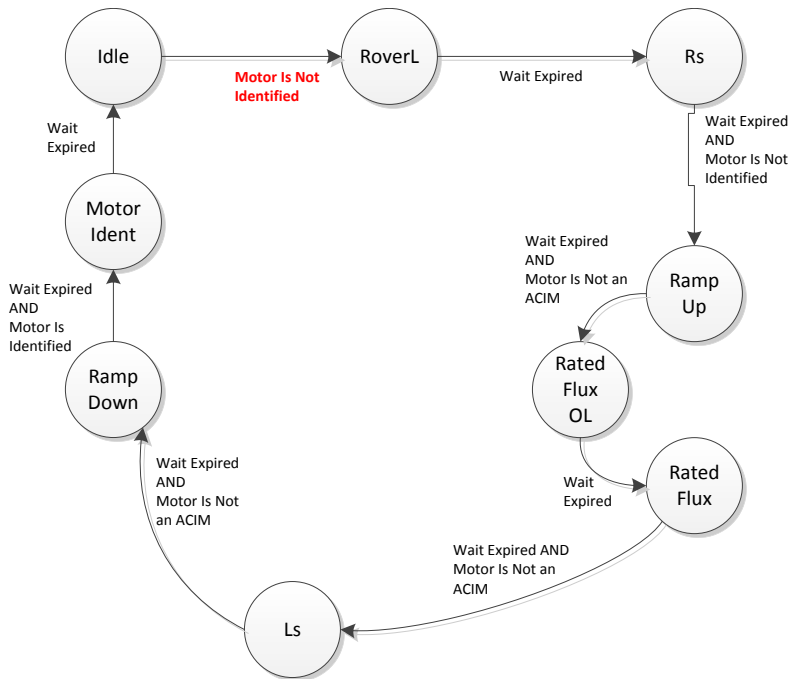 Idle
RoverL
Rs
Motor Is Not
Identified
Wait Expired
Wait Expired
AND
Motor Is Not
Identified
Wait
Expired
Motor
Ident
Wait Expired
AND
Motor Is Not an
ACIM
Ramp
Up
Wait Expired
AND
Motor Is
Identified
Ramp
Down
Rated
Flux
OL
Wait Expired
AND
Motor Is Not
an ACIM
Wait
Expired
Rated
Flux
Wait Expired AND
Motor Is Not an
ACIM
Ls